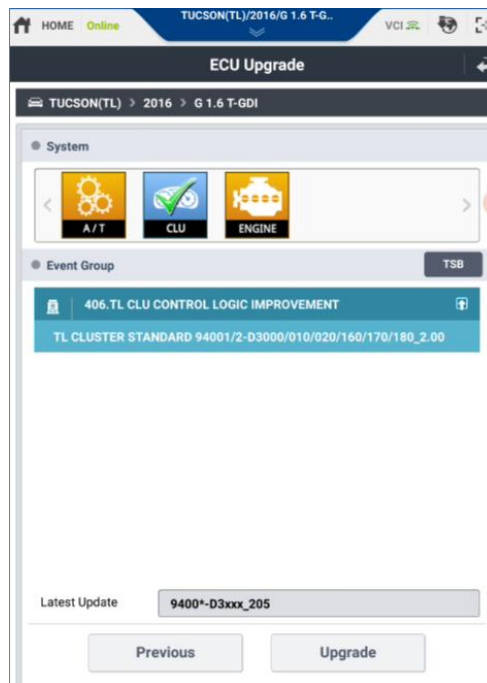 TUCSON(TL)/2016/G 1.6 T-G..
HOME Online VCI
ECU Upgrade
TUCSON(TL) > 2016 > G 1.6 T-GDI
System
A/T CLU ENGINE
Event Group TSB
406.TL CLU CONTROL LOGIC IMPROVEMENT
TL CLUSTER STANDARD 94001/2-D3000/010/020/160/170/180_2.00
Latest Update 9400*-D3xxx_205
Previous Upgrade